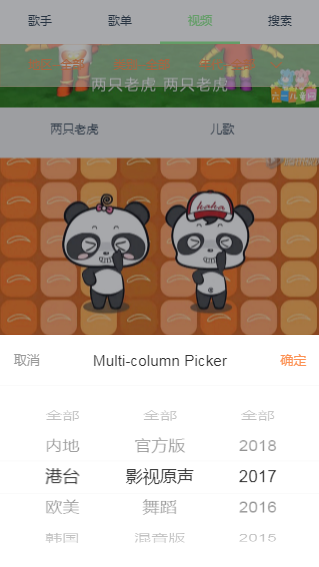 歌手 歌单 视频 搜索
两只老虎 两只老虎
两只老虎 儿歌
kaka
取消 Multi-column Picker 确定
全部 全部 全部
内地 官方版 2018
港台 影视原声 2017
欧美 舞蹈 2016
韩国 混音版 2015